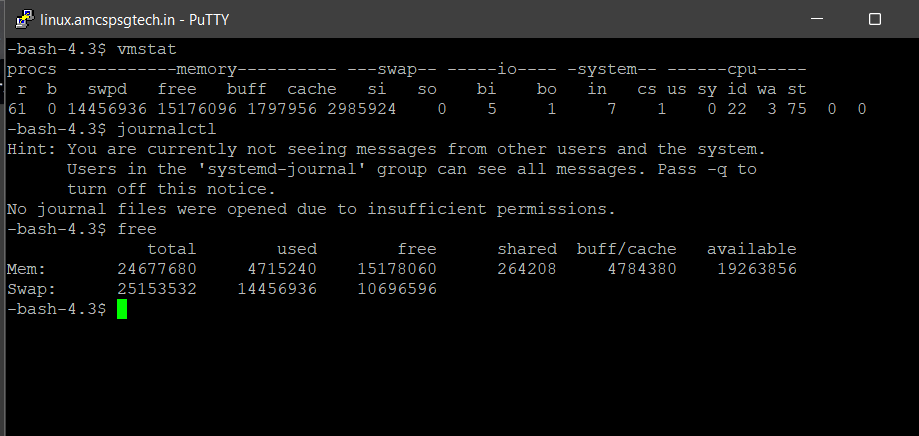 linux.amcspsgtech.in - PuTTY
-bash-4.3$ vmstat
procs -----------memory---------- ---swap-- -----io---- -system-- ------cpu-----
 r  b   swpd   free   buff  cache   si   so    bi    bo   in   cs us sy id wa st
61  0 14456936 15176096 1797956 2985924    0    5    1    7    1    0 22  3 75  0  0
-bash-4.3$ journalctl
Hint: You are currently not seeing messages from other users and the system.
      Users in the 'systemd-journal' group can see all messages. Pass -q to
      turn off this notice.
No journal files were opened due to insufficient permissions.
-bash-4.3$ free
              total        used        free      shared  buff/cache   available
Mem:       24677680     4715240    15178060      264208     4784380    19263856
Swap:      25153532    14456936    10696596
-bash-4.3$